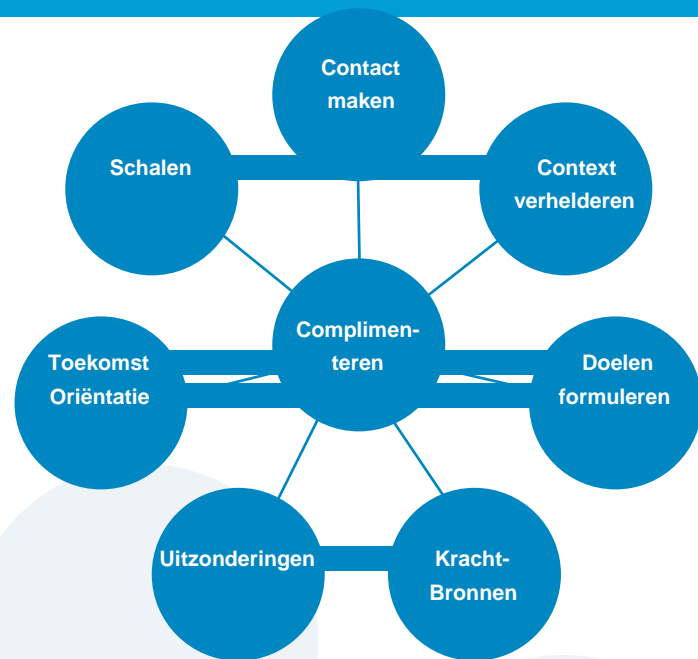 Contact
maken
Schalen
Context
verhelderen
Complimen-
teren
Toekomst
Oriëntatie
Doelen
formuleren
Uitzonderingen
Kracht-
Bronnen